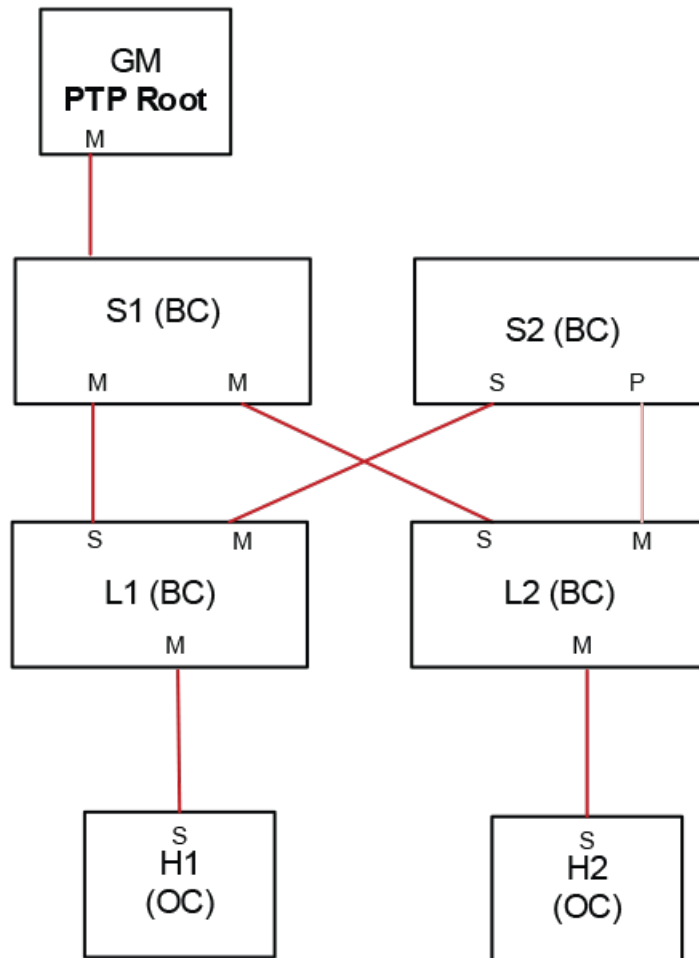 GM
PTP Root
M
S1 (BC)
S2 (BC)
M M
S P
S M
S M
L1 (BC)
L2 (BC)
M
M
S
H1
(OC)
S
H2
(OC)